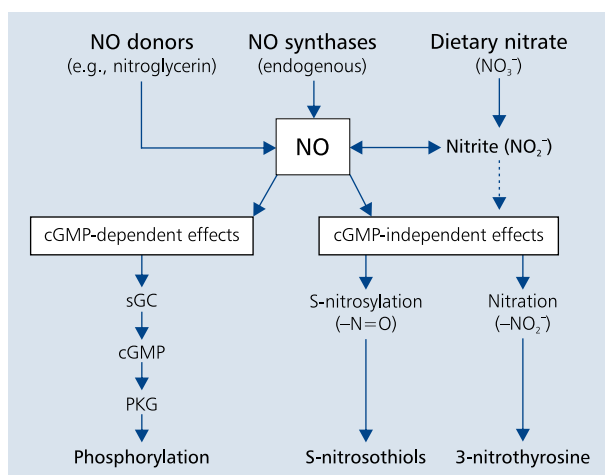 NO donors
(e.g., nitroglycerin)
NO synthases
(endogenous)
Dietary nitrate
(NO₃⁻)
NO
Nitrite (NO₂⁻)
cGMP-dependent effects
cGMP-independent effects
sGC
cGMP
PKG
Phosphorylation
S-nitrosylation
(–N=O)
S-nitrosothiols
Nitration
(–NO₂⁻)
3-nitrothyrosine